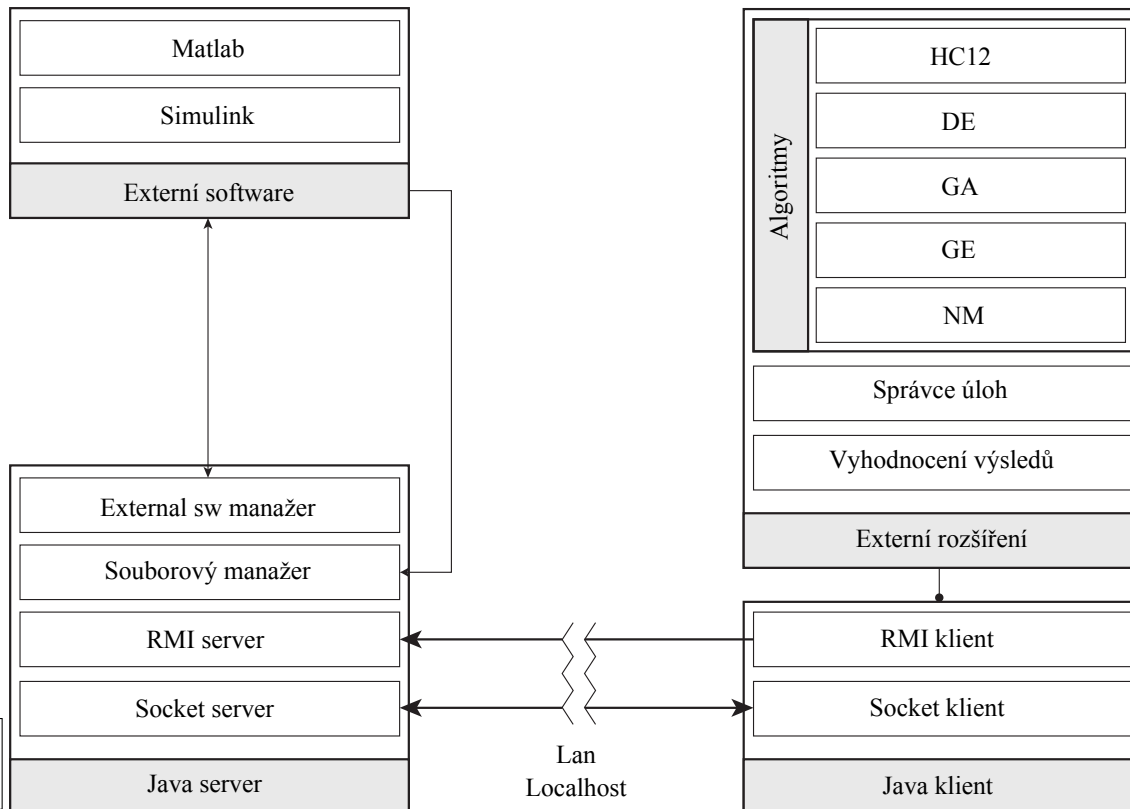 Matlab
Simulink
Externí software
External sw manažer
Souborový manažer
RMI server
Socket server
Java server
Lan
Localhost
Algoritmy
HC12
DE
GA
GE
NM
Správce úloh
Vyhodnocení výsledů
Externí rozšíření
RMI klient
Socket klient
Java klient